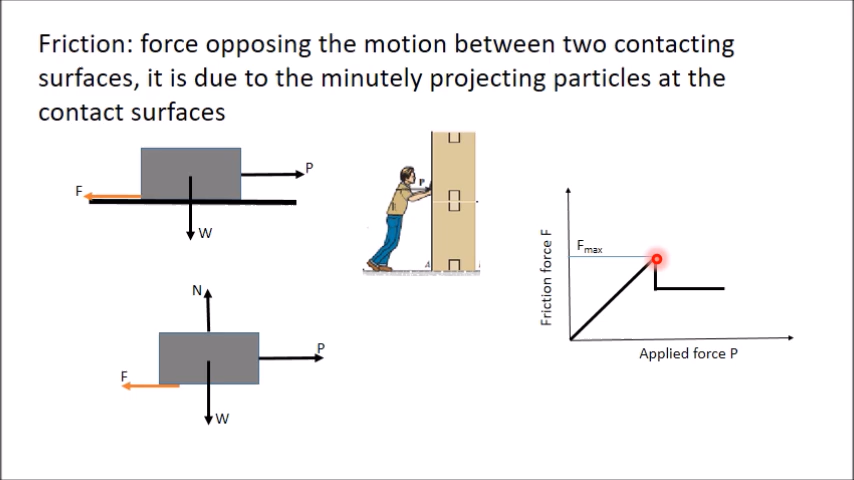 Friction: force opposing the motion between two contacting
surfaces, it is due to the minutely projecting particles at the
contact surfaces
P
F
W
P
A
N
P
F
W
Friction force F
Fmax
Applied force P